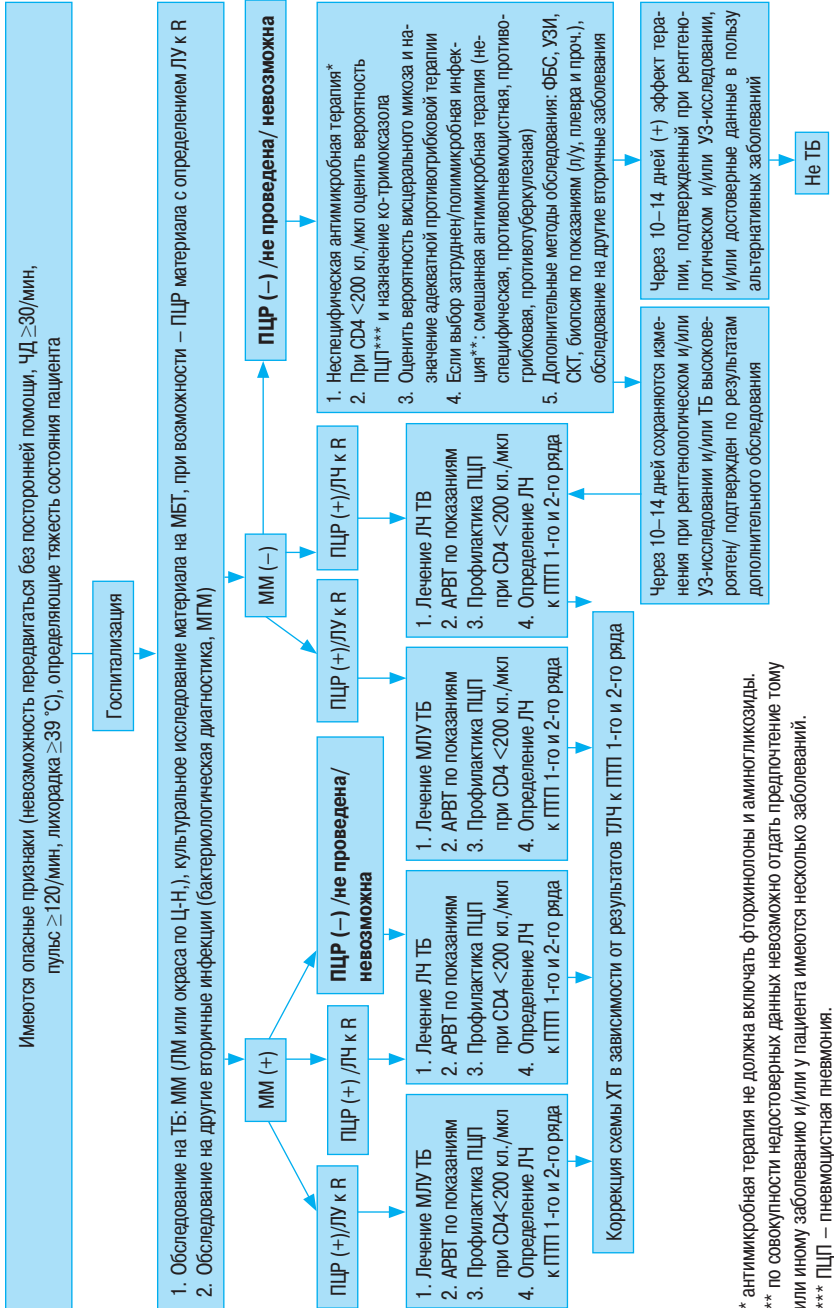 Имеются опасные признаки (невозможность передвигаться без посторонней помощи, ЧД ≥30/мин,
пульс ≥120/мин, лихорадка ≥39 °С), определяющие тяжесть состояния пациента
Госпитализация
1. Обследование на ТБ: ММ (ЛМ или окраса по Ц-Н,), культуральное исследование материала на МБТ, при возможности – ПЦР материала с определением ЛУ к R
2. Обследование на другие вторичные инфекции (бактериологическая диагностика, МГМ)
ММ (+)
ММ (−)
ПЦР (−) /не проведена/ невозможна
ПЦР (+)/ЛУ к R
ПЦР (+) /ЛЧ к R
ПЦР (−) /не проведена/
невозможна
ПЦР (+)/ЛУ к R
ПЦР (+)/ЛЧ к R
1. Лечение МЛУ ТБ
2. АРВТ по показаниям
3. Профилактика ПЦП
при CD4<200 кл./мкл
4. Определение ЛЧ
к ПТП 1-го и 2-го ряда
1. Лечение ЛЧ ТБ
2. АРВТ по показаниям
3. Профилактика ПЦП
при CD4 <200 кл./мкл
4. Определение ЛЧ
к ПТП 1-го и 2-го ряда
1. Лечение МЛУ ТБ
2. АРВТ по показаниям
3. Профилактика ПЦП
при CD4 <200 кл./мкл
4. Определение ЛЧ
к ПТП 1-го и 2-го ряда
1. Лечение ЛЧ ТВ
2. АРВТ по показаниям
3. Профилактика ПЦП
при CD4 <200 кл./мкл
4. Определение ЛЧ
к ПТП 1-го и 2-го ряда
1. Неспецифическая антимикробная терапия*
2. При CD4 <200 кл./мкл оценить вероятность
ПЦП*** и назначение ко-тримоксазола
3. Оценить вероятность висцерального микоза и на-
значение адекватной противогрибковой терапии
4. Если выбор затруднен/полимикробная инфек-
ция**: смешанная антимикробная терапия (не-
специфическая, противопневмоцистная, противо-
грибковая, противотуберкулезная)
5. Дополнительные методы обследования: ФБС, УЗИ,
СКТ, биопсия по показаниям (л/у, плевра и проч.),
обследование на другие вторичные заболевания
Коррекция схемы ХТ в зависимости от результатов ТЛЧ к ПТП 1-го и 2-го ряда
Через 10–14 дней сохраняются изме-
нения при рентгенологическом и/или
УЗ-исследовании и/или ТБ высокове-
роятен/ подтвержден по результатам
дополнительного обследования
Через 10–14 дней (+) эффект тера-
пии, подтвержденный при рентгено-
логическом и/или УЗ-исследовании,
и/или достоверные данные в пользу
альтернативных заболеваний
Не ТБ
* антимикробная терапия не должна включать фторхинолоны и аминогликозиды.
** по совокупности недостоверных данных невозможно отдать предпочтение тому
или иному заболеванию и/или у пациента имеются несколько заболеваний.
*** ПЦП – пневмоцистная пневмония.